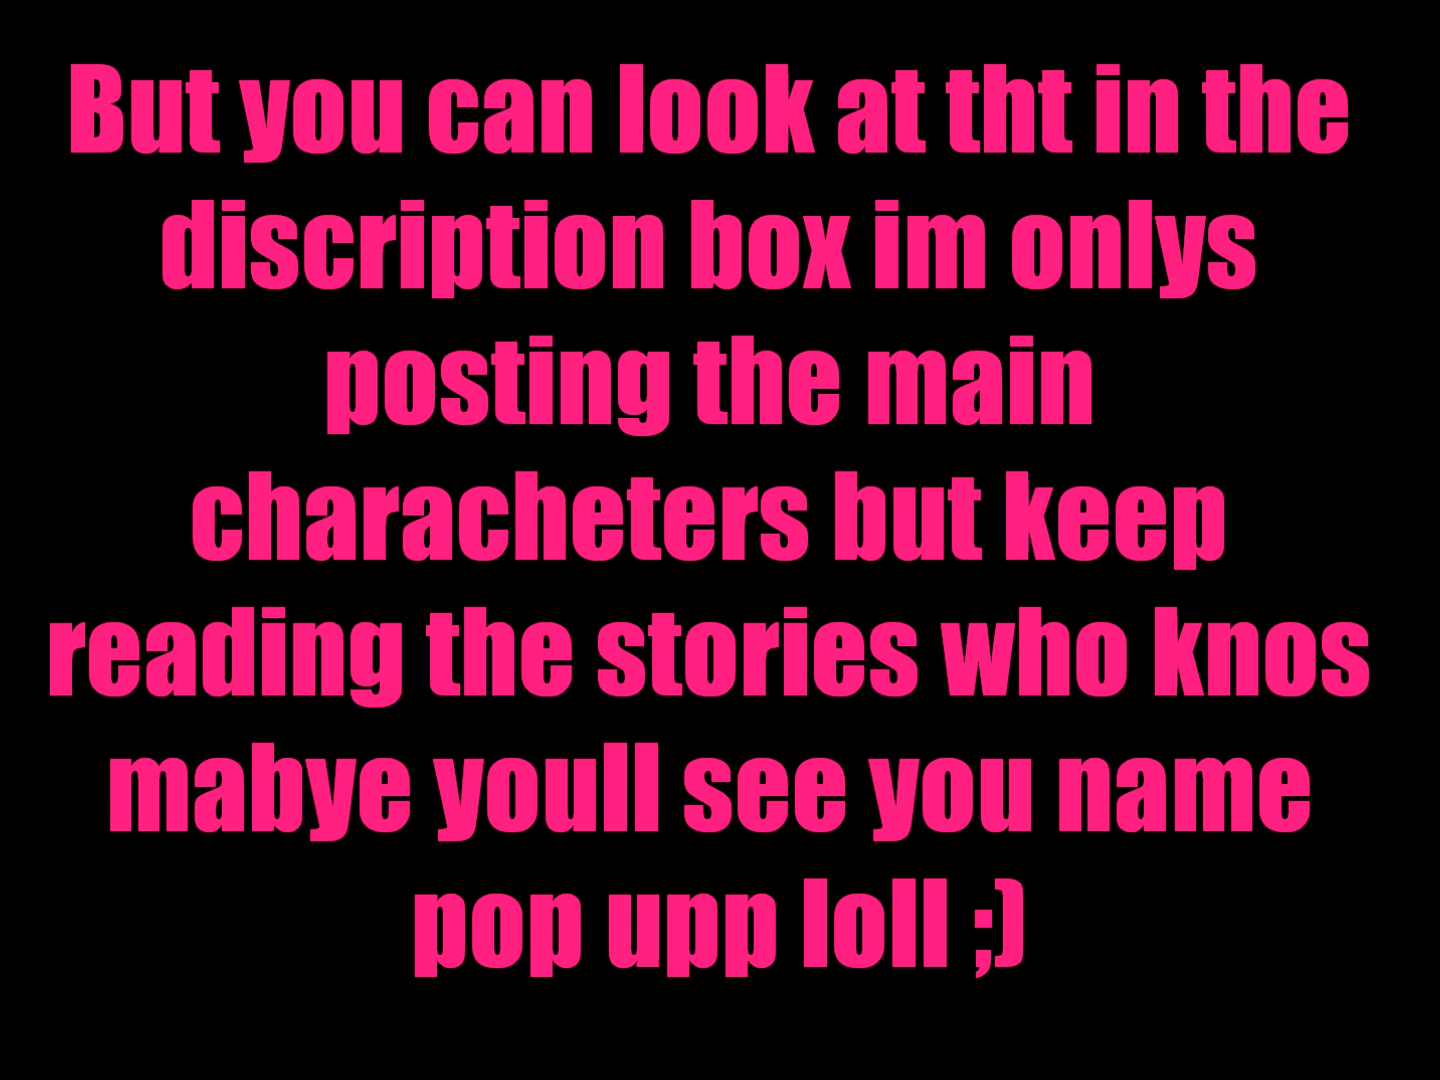 But you can look at tht in the
discription box im onlys
posting the main
characheters but keep
reading the stories who knos
mabye youll see you name
pop upp loll ;)